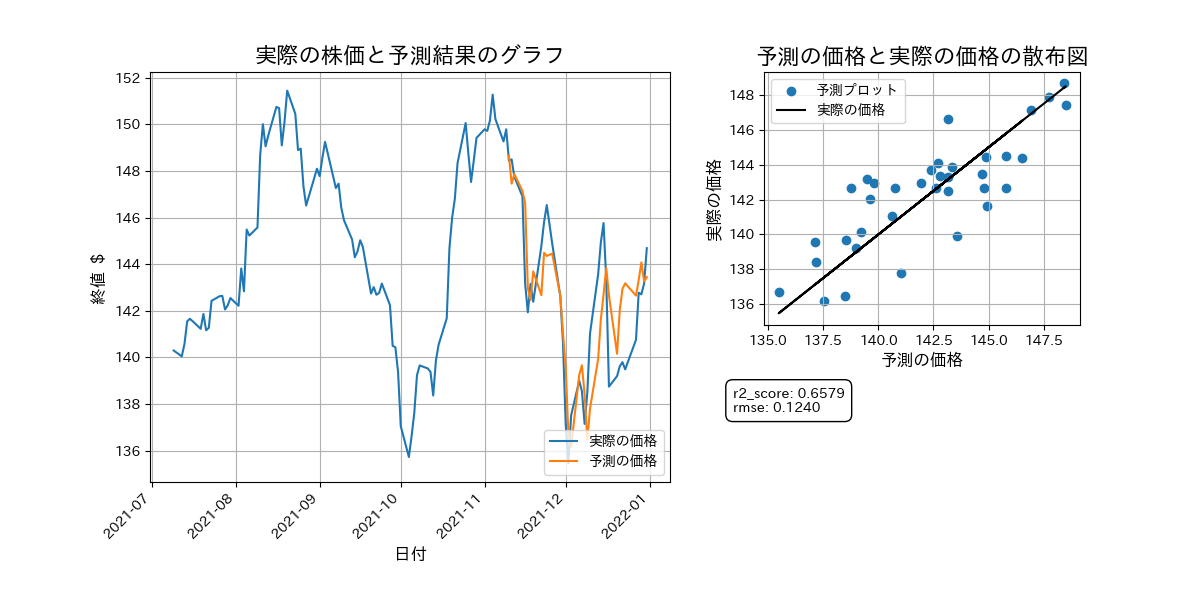 実際の株価と予測結果のグラフ
終値 $
152
150
148
146
144
142
140
138
136
実際の価格
予測の価格
2021-07
2021-08
2021-09
2021-10
2021-11
2021-12
2022-01
日付
予測の価格と実際の価格の散布図
予測プロット
実際の価格
実際の価格
148
146
144
142
140
138
136
135.0
137.5
140.0
142.5
145.0
147.5
予測の価格
r2_score: 0.6579
rmse: 0.1240